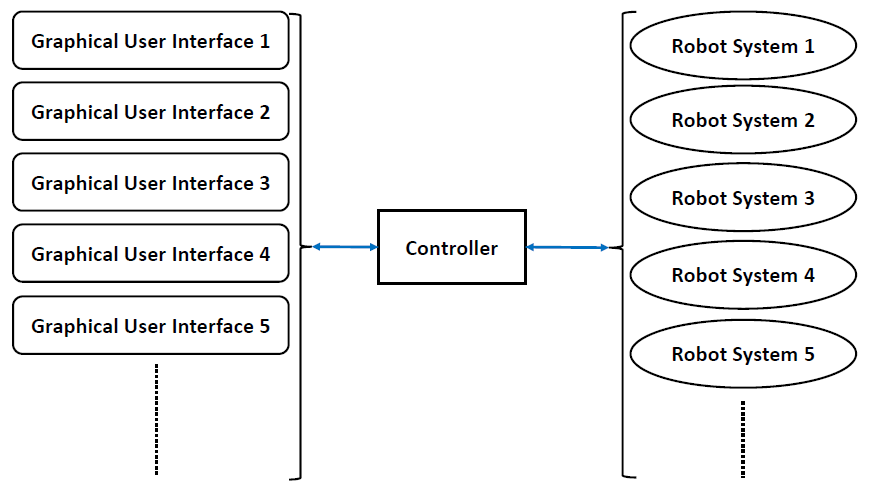 Graphical User Interface 1
Graphical User Interface 2
Graphical User Interface 3
Graphical User Interface 4
Graphical User Interface 5
Controller
Robot System 1
Robot System 2
Robot System 3
Robot System 4
Robot System 5